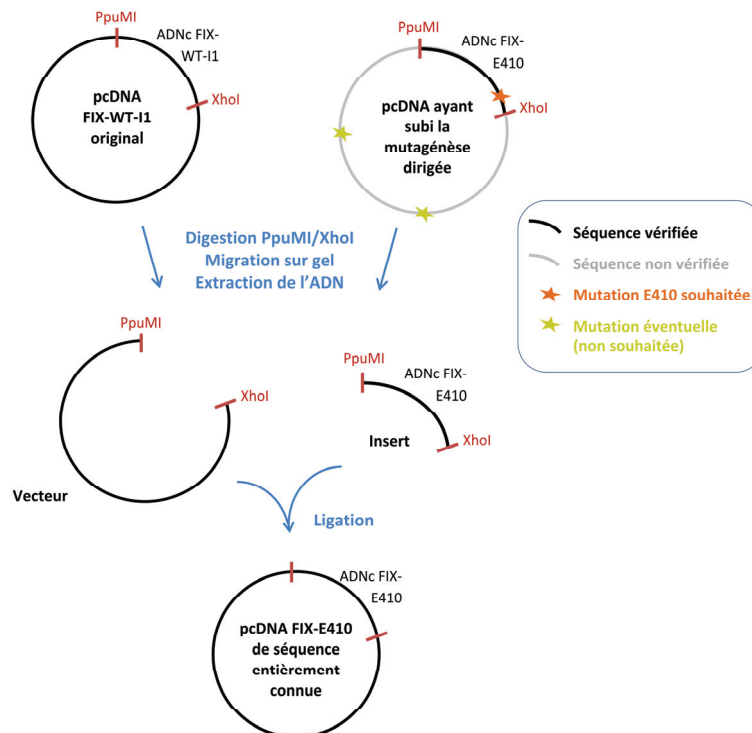 PpuMI
ADNc FIX-
WT-I1
XhoI
pcDNA
FIX-WT-I1
original
PpuMI
ADNc FIX-
E410
XhoI
pcDNA ayant
subi la
mutagénèse
dirigée
Digestion PpuMI/XhoI
Migration sur gel
Extraction de l'ADN
Séquence vérifiée
Séquence non vérifiée
Mutation E410 souhaitée
Mutation éventuelle
(non souhaitée)
PpuMI
XhoI
Vecteur
PpuMI
ADNc FIX-
E410
XhoI
Insert
Ligation
ADNc FIX-
E410
pcDNA FIX-E410
de séquence
entièrement
connue